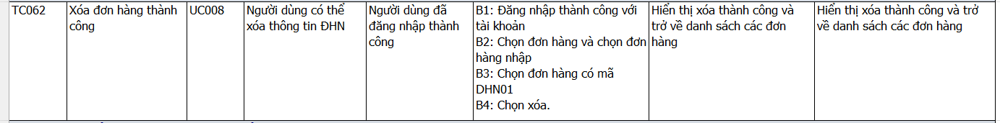 TC062
Xóa đơn hàng thành
công
UC008
Người dùng có thể
xóa thông tin ĐHN
Người dùng đã
đăng nhập thành
công
B1: Đăng nhập thành công với
tài khoản
B2: Chọn đơn hàng và chọn đơn
hàng nhập
B3: Chọn đơn hàng có mã
DHN01
B4: Chọn xóa.
Hiển thị xóa thành công và
trở về danh sách các đơn
hàng
Hiển thị xóa thành công và trở
về danh sách các đơn hàng